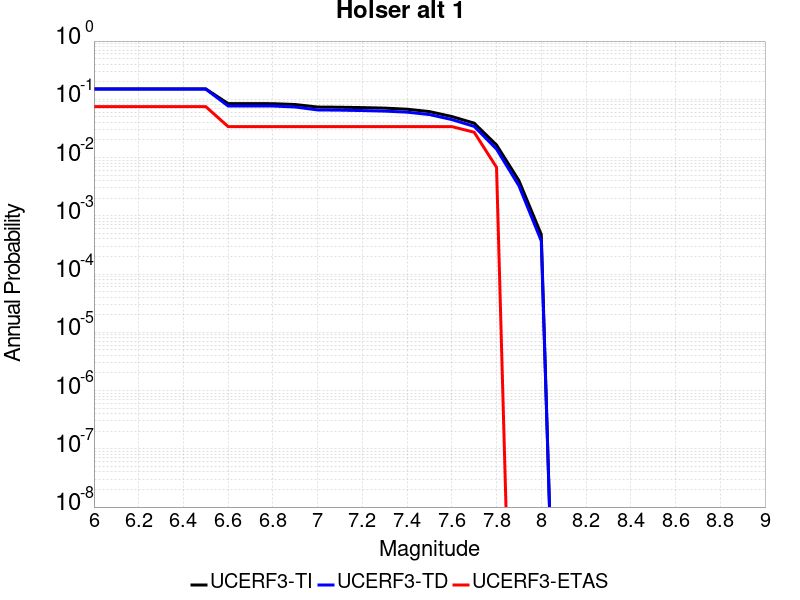 Holser alt 1
10^0
10^-1
10^-2
10^-3
10^-4
10^-5
10^-6
10^-7
10^-8
Annual Probability
6 6.2 6.4 6.6 6.8 7 7.2 7.4 7.6 7.8 8 8.2 8.4 8.6 8.8 9
Magnitude
UCERF3-TI UCERF3-TD UCERF3-ETAS